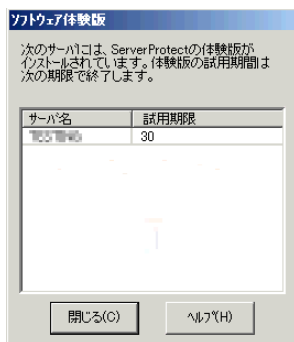 ソフトウェア体験版
次のサーバには、ServerProtectの体験版が
インストールされています。体験版の試用期間は
次の期限で終了します。
サーバ名 試用期限
30
閉じる(C) ヘルプ(H)